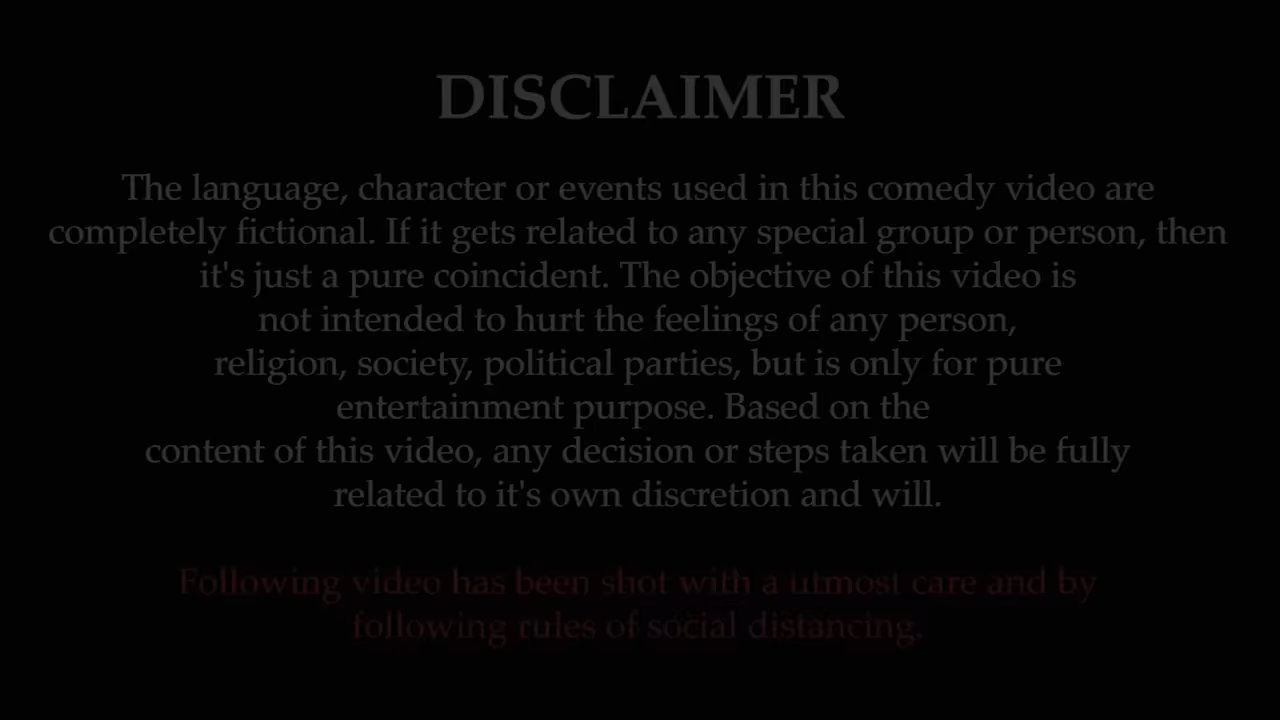 DISCLAIMER
The language, character or events used in this comedy video are
completely fictional. If it gets related to any special group or person, then
it's just a pure coincident. The objective of this video is
not intended to hurt the feelings of any person,
religion, society, political parties, but is only for pure
entertainment purpose. Based on the
content of this video, any decision or steps taken will be fully
related to it's own discretion and will.
Following video has been shot with a utmost care and by
following rules of social distancing.